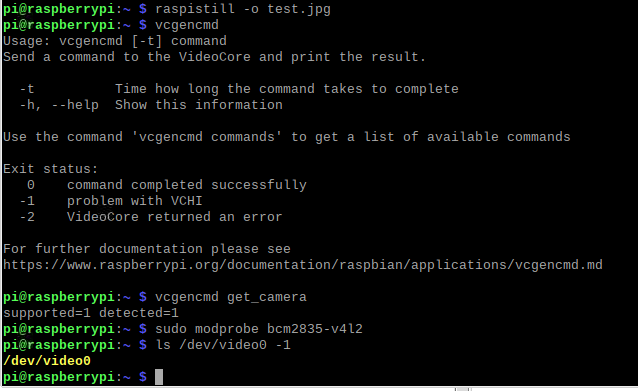 pi@raspberrypi:~ $ raspistill -o test.jpg
pi@raspberrypi:~ $ vcgencmd
Usage: vcgencmd [-t] command
Send a command to the VideoCore and print the result.
-t          Time how long the command takes to complete
-h, --help  Show this information
Use the command 'vcgencmd commands' to get a list of available commands
Exit status:
0    command completed successfully
-1    problem with VCHI
-2    VideoCore returned an error
For further documentation please see
https://www.raspberrypi.org/documentation/raspbian/applications/vcgencmd.md
pi@raspberrypi:~ $ vcgencmd get_camera
supported=1 detected=1
pi@raspberrypi:~ $ sudo modprobe bcm2835-v4l2
pi@raspberrypi:~ $ ls /dev/video0 -1
/dev/video0
pi@raspberrypi:~ $